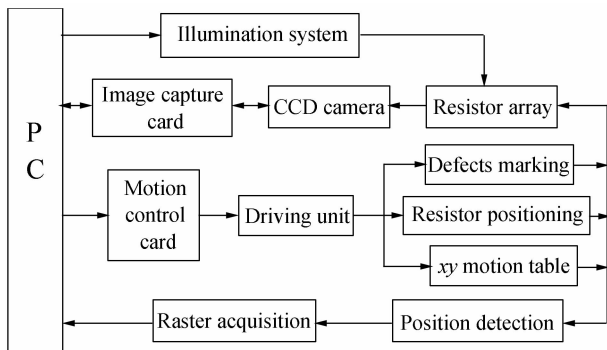 P
C
Illumination system
Image capture
card
CCD camera
Resistor array
Motion
control
card
Driving unit
Defects marking
Resistor positioning
xy motion table
Raster acquisition
Position detection